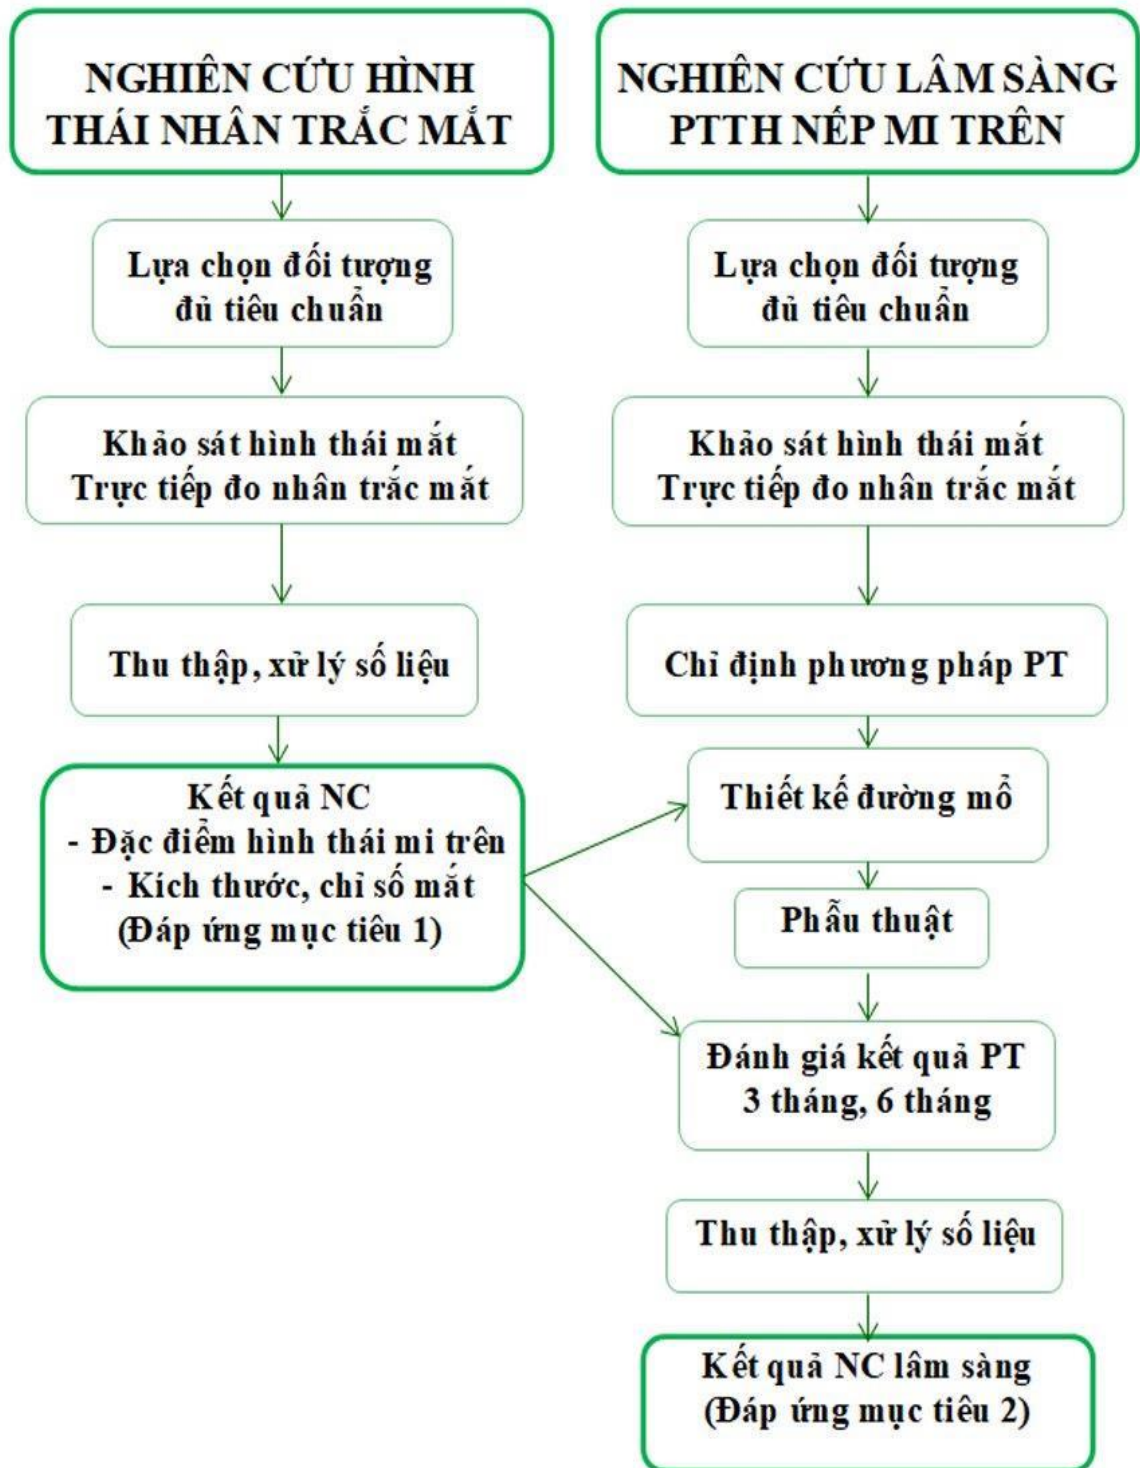 NGHIÊN CỨU HÌNH
THÁI NHÂN TRẮC MẮT
Lựa chọn đối tượng
đủ tiêu chuẩn
Khảo sát hình thái mắt
Trực tiếp đo nhân trắc mắt
Thu thập, xử lý số liệu
Kết quả NC
- Đặc điểm hình thái mi trên
- Kích thước, chỉ số mắt
(Đáp ứng mục tiêu 1)
NGHIÊN CỨU LÂM SÀNG
PTTH NẾP MI TRÊN
Lựa chọn đối tượng
đủ tiêu chuẩn
Khảo sát hình thái mắt
Trực tiếp đo nhân trắc mắt
Chỉ định phương pháp PT
Thiết kế đường mổ
Phẫu thuật
Đánh giá kết quả PT
3 tháng, 6 tháng
Thu thập, xử lý số liệu
Kết quả NC lâm sàng
(Đáp ứng mục tiêu 2)